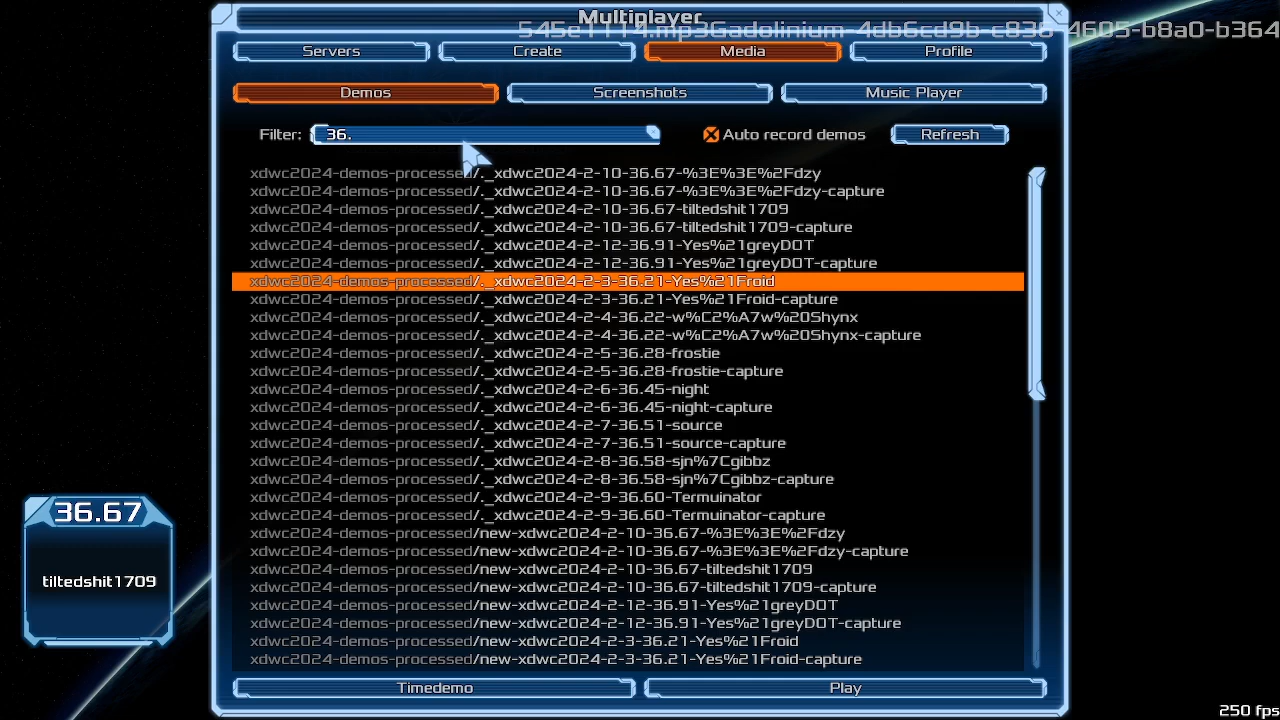 Multiplayer
545e1114.mp3Gadolinium-4db6cd9b-c838-4605-b8a0-b364
Servers Create Media Profile
Demos Screenshots Music Player
Filter: 36. Auto record demos Refresh
xdwc2024-demos-processed/._xdwc2024-2-10-36.67-%3E%3E%2Fdzy
xdwc2024-demos-processed/._xdwc2024-2-10-36.67-%3E%3E%2Fdzy-capture
xdwc2024-demos-processed/._xdwc2024-2-10-36.67-tiltedshit1709
xdwc2024-demos-processed/._xdwc2024-2-10-36.67-tiltedshit1709-capture
xdwc2024-demos-processed/._xdwc2024-2-12-36.91-Yes%21greyDOT
xdwc2024-demos-processed/._xdwc2024-2-12-36.91-Yes%21greyDOT-capture
xdwc2024-demos-processed/._xdwc2024-2-3-36.21-Yes%21Froid
xdwc2024-demos-processed/._xdwc2024-2-3-36.21-Yes%21Froid-capture
xdwc2024-demos-processed/._xdwc2024-2-4-36.22-w%C2%A7w%20Shynx
xdwc2024-demos-processed/._xdwc2024-2-4-36.22-w%C2%A7w%20Shynx-capture
xdwc2024-demos-processed/._xdwc2024-2-5-36.28-frostie
xdwc2024-demos-processed/._xdwc2024-2-5-36.28-frostie-capture
xdwc2024-demos-processed/._xdwc2024-2-6-36.45-night
xdwc2024-demos-processed/._xdwc2024-2-6-36.45-night-capture
xdwc2024-demos-processed/._xdwc2024-2-7-36.51-source
xdwc2024-demos-processed/._xdwc2024-2-7-36.51-source-capture
xdwc2024-demos-processed/._xdwc2024-2-8-36.58-sjn%7Cgibbz
xdwc2024-demos-processed/._xdwc2024-2-8-36.58-sjn%7Cgibbz-capture
xdwc2024-demos-processed/._xdwc2024-2-9-36.60-Termuinator
xdwc2024-demos-processed/._xdwc2024-2-9-36.60-Termuinator-capture
xdwc2024-demos-processed/new-xdwc2024-2-10-36.67-%3E%3E%2Fdzy
xdwc2024-demos-processed/new-xdwc2024-2-10-36.67-%3E%3E%2Fdzy-capture
xdwc2024-demos-processed/new-xdwc2024-2-10-36.67-tiltedshit1709
xdwc2024-demos-processed/new-xdwc2024-2-10-36.67-tiltedshit1709-capture
xdwc2024-demos-processed/new-xdwc2024-2-12-36.91-Yes%21greyDOT
xdwc2024-demos-processed/new-xdwc2024-2-12-36.91-Yes%21greyDOT-capture
xdwc2024-demos-processed/new-xdwc2024-2-3-36.21-Yes%21Froid
xdwc2024-demos-processed/new-xdwc2024-2-3-36.21-Yes%21Froid-capture
36.67
tiltedshit1709
Timedemo Play
250 fps